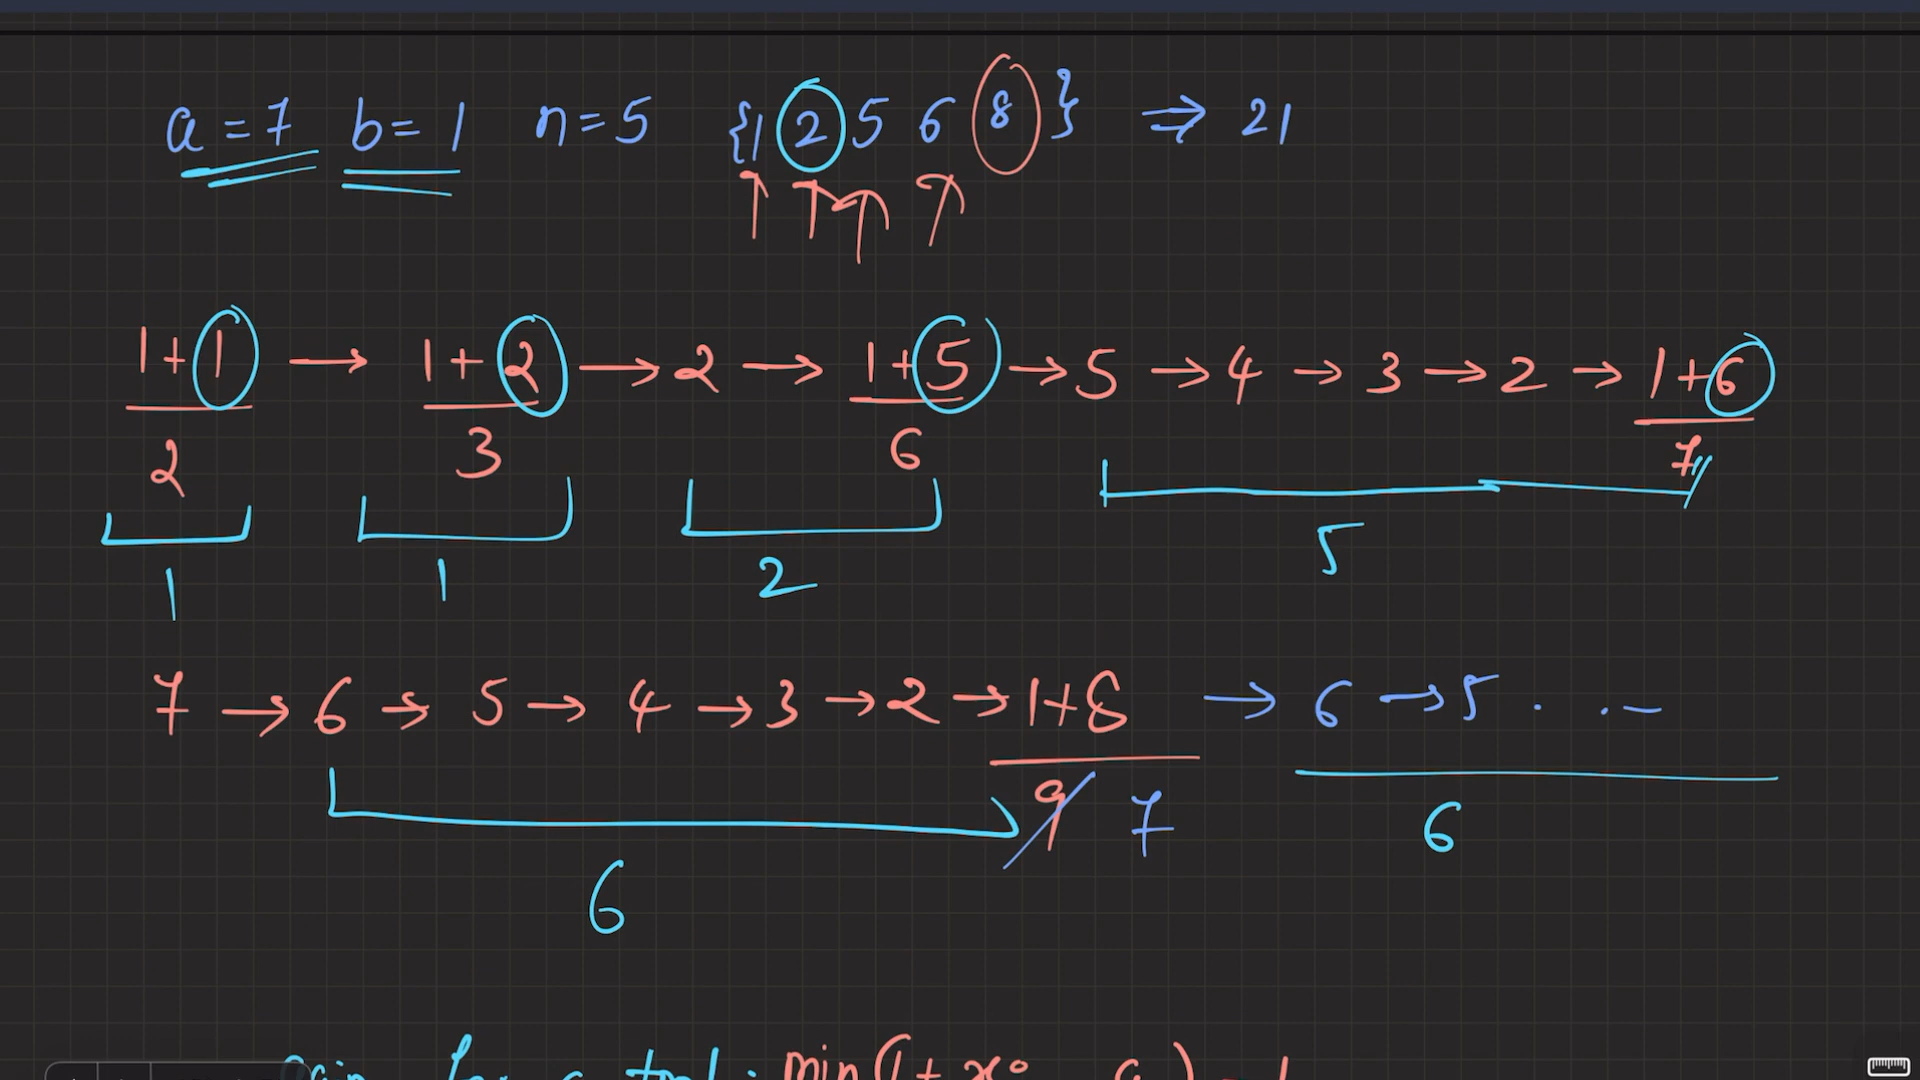 a = 7 b = 1 n = 5 {1 2 5 6 8} ⇒ 21
1+1 → 1+2 → 2 → 1+5 → 5 → 4 → 3 → 2 → 1+6
2 3 6 7
1 1 2 5
7 → 6 → 5 → 4 → 3 → 2 → 1+8 → 6 → 5 . . –
9 7 6
6
min(1+x